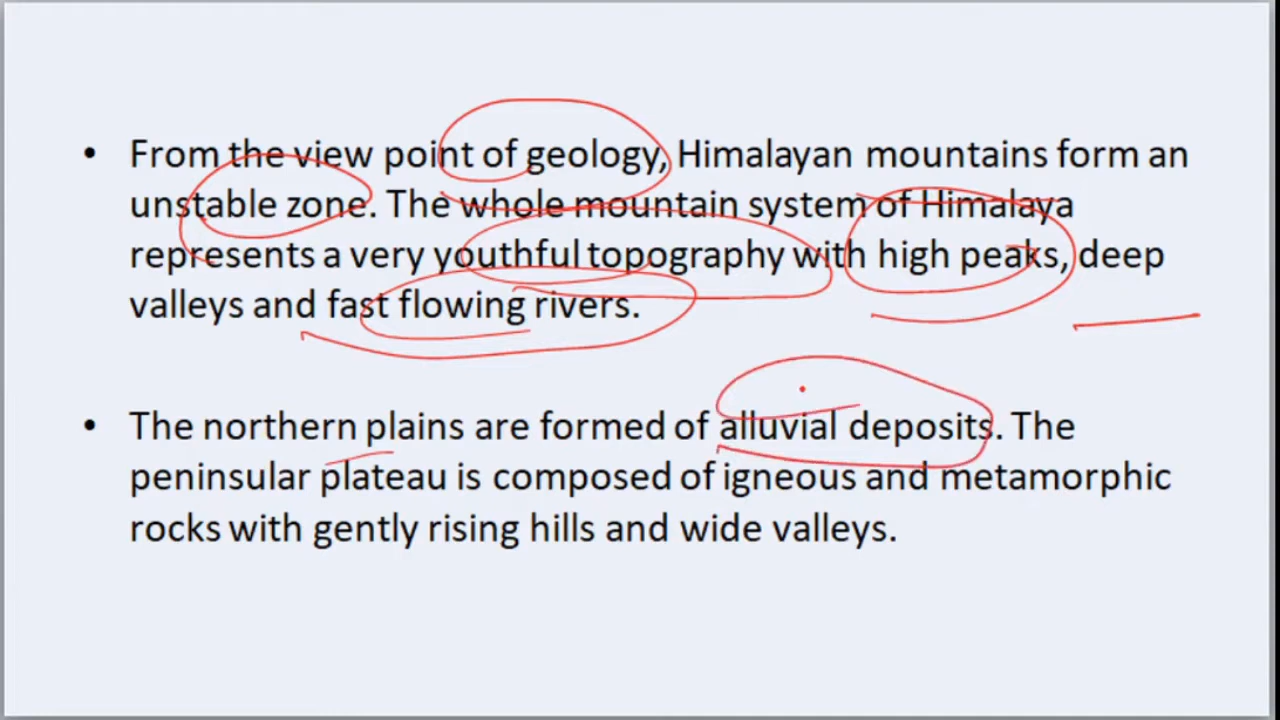 • From the view point of geology, Himalayan mountains form an
unstable zone. The whole mountain system of Himalaya
represents a very youthful topography with high peaks, deep
valleys and fast flowing rivers.
• The northern plains are formed of alluvial deposits. The
peninsular plateau is composed of igneous and metamorphic
rocks with gently rising hills and wide valleys.